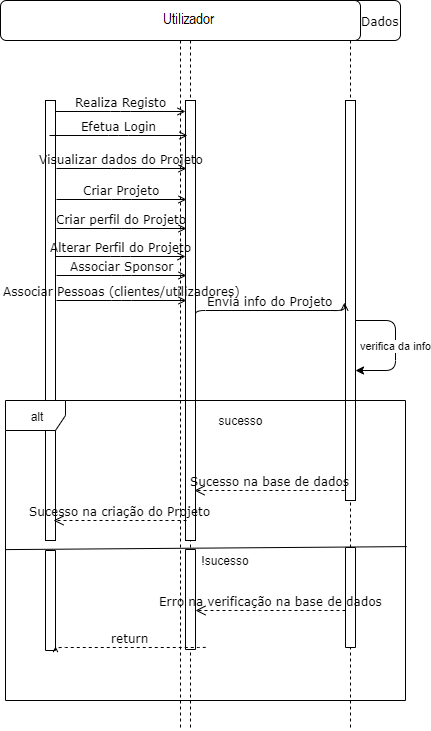 Utilizador
Dados
Realiza Registo
Efetua Login
Visualizar dados do Projeto
Criar Projeto
Criar perfil do Projeto
Alterar Perfil do Projeto
Associar Sponsor
Associar Pessoas (clientes/utilizadores)
Envia info do Projeto
verifica da info
alt
sucesso
Sucesso na base de dados
Sucesso na criação do Projeto
!sucesso
Erro na verificação na base de dados
return